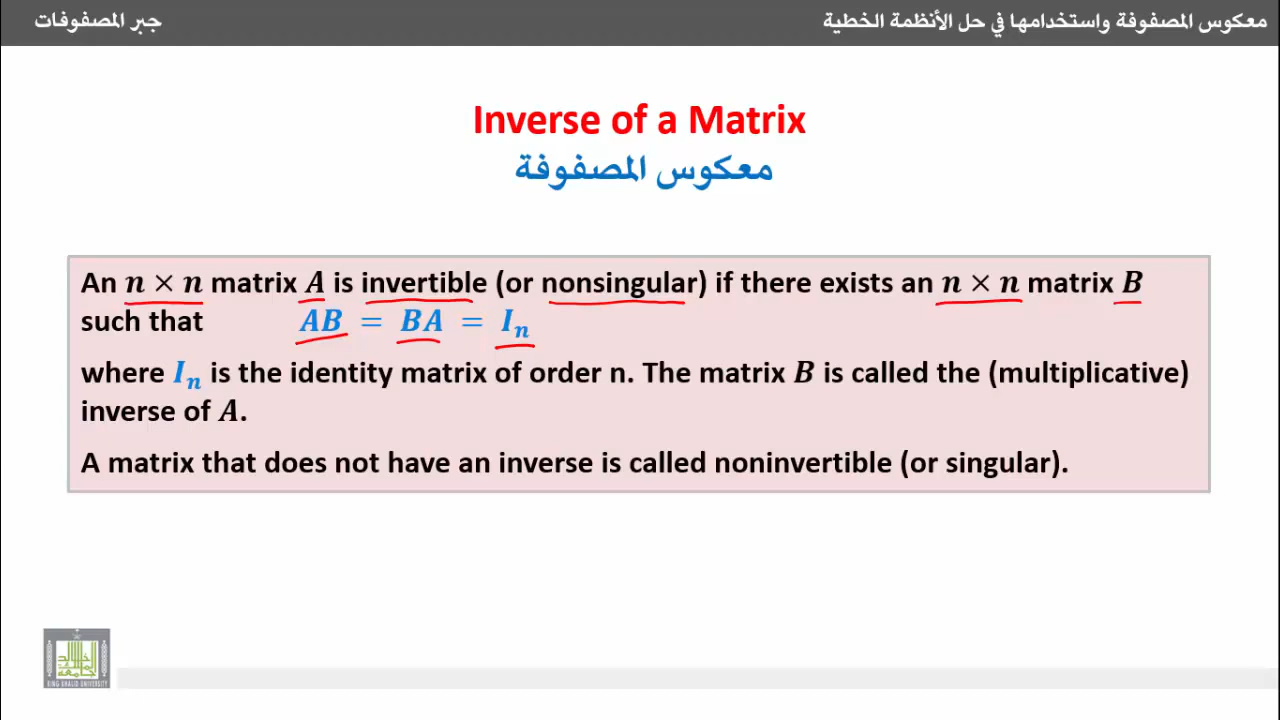 معكوس المصفوفة واستخدامها في حل الأنظمة الخطية
جبر المصفوفات
Inverse of a Matrix
معكوس المصفوفة
An n × n matrix A is invertible (or nonsingular) if there exists an n × n matrix B
such that AB = BA = Iₙ
where Iₙ is the identity matrix of order n. The matrix B is called the (multiplicative)
inverse of A.
A matrix that does not have an inverse is called noninvertible (or singular).
KING KHALID UNIVERSITY